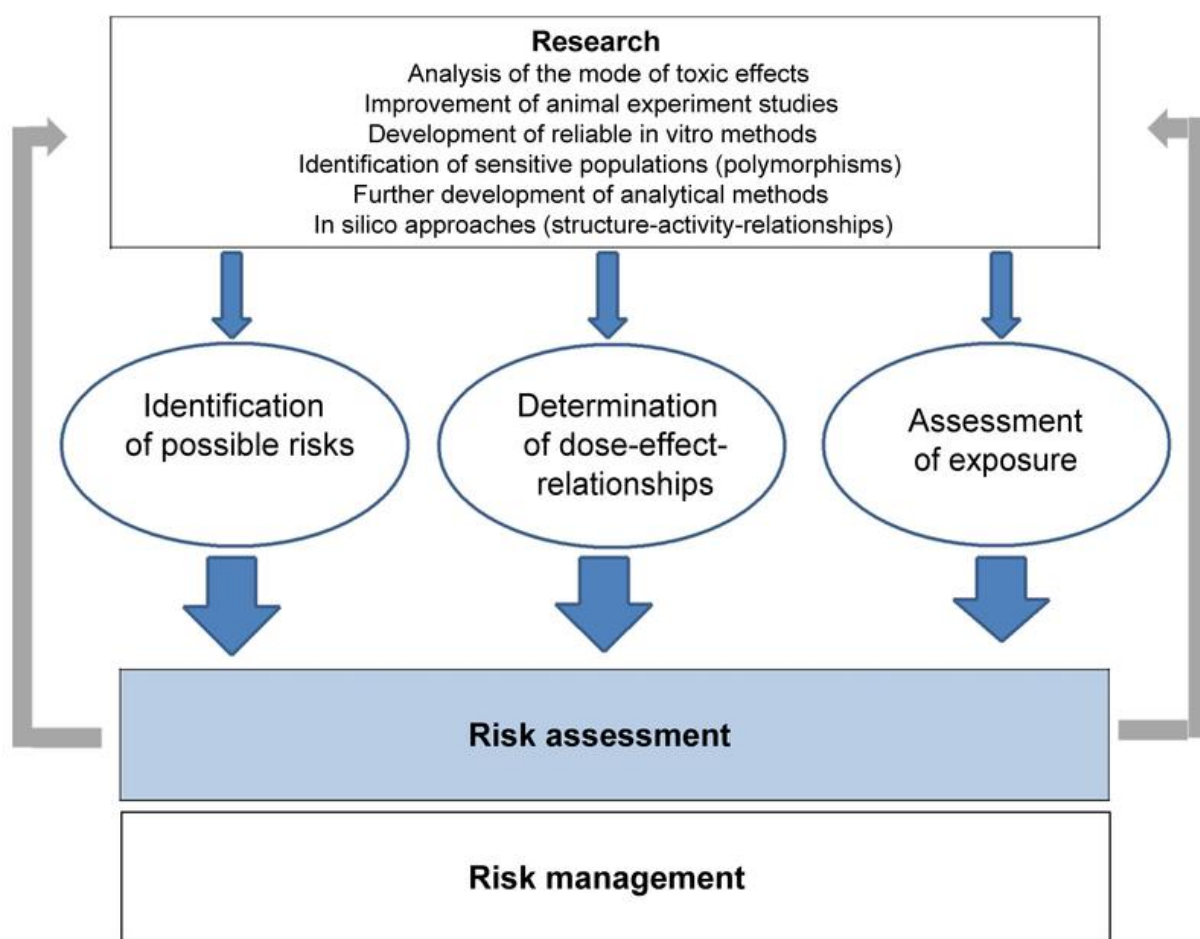 Research
Analysis of the mode of toxic effects
Improvement of animal experiment studies
Development of reliable in vitro methods
Identification of sensitive populations (polymorphisms)
Further development of analytical methods
In silico approaches (structure-activity-relationships)
Identification
of possible risks
Determination
of dose-effect-
relationships
Assessment
of exposure
Risk assessment
Risk management